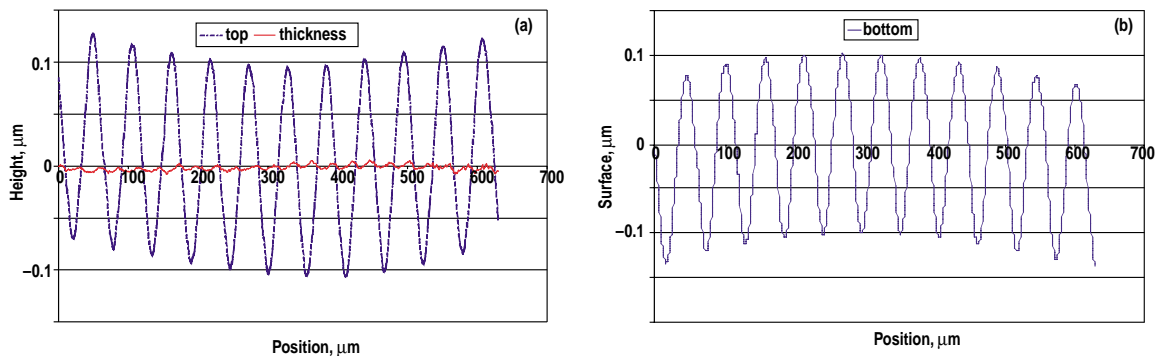 (a)
top thickness
0.1
0
−0.1
0 100 200 300 400 500 600 700
Height, μm
Position, μm
(b)
bottom
0.1
0
−0.1
0 100 200 300 400 500 600 700
Surface, μm
Position, μm